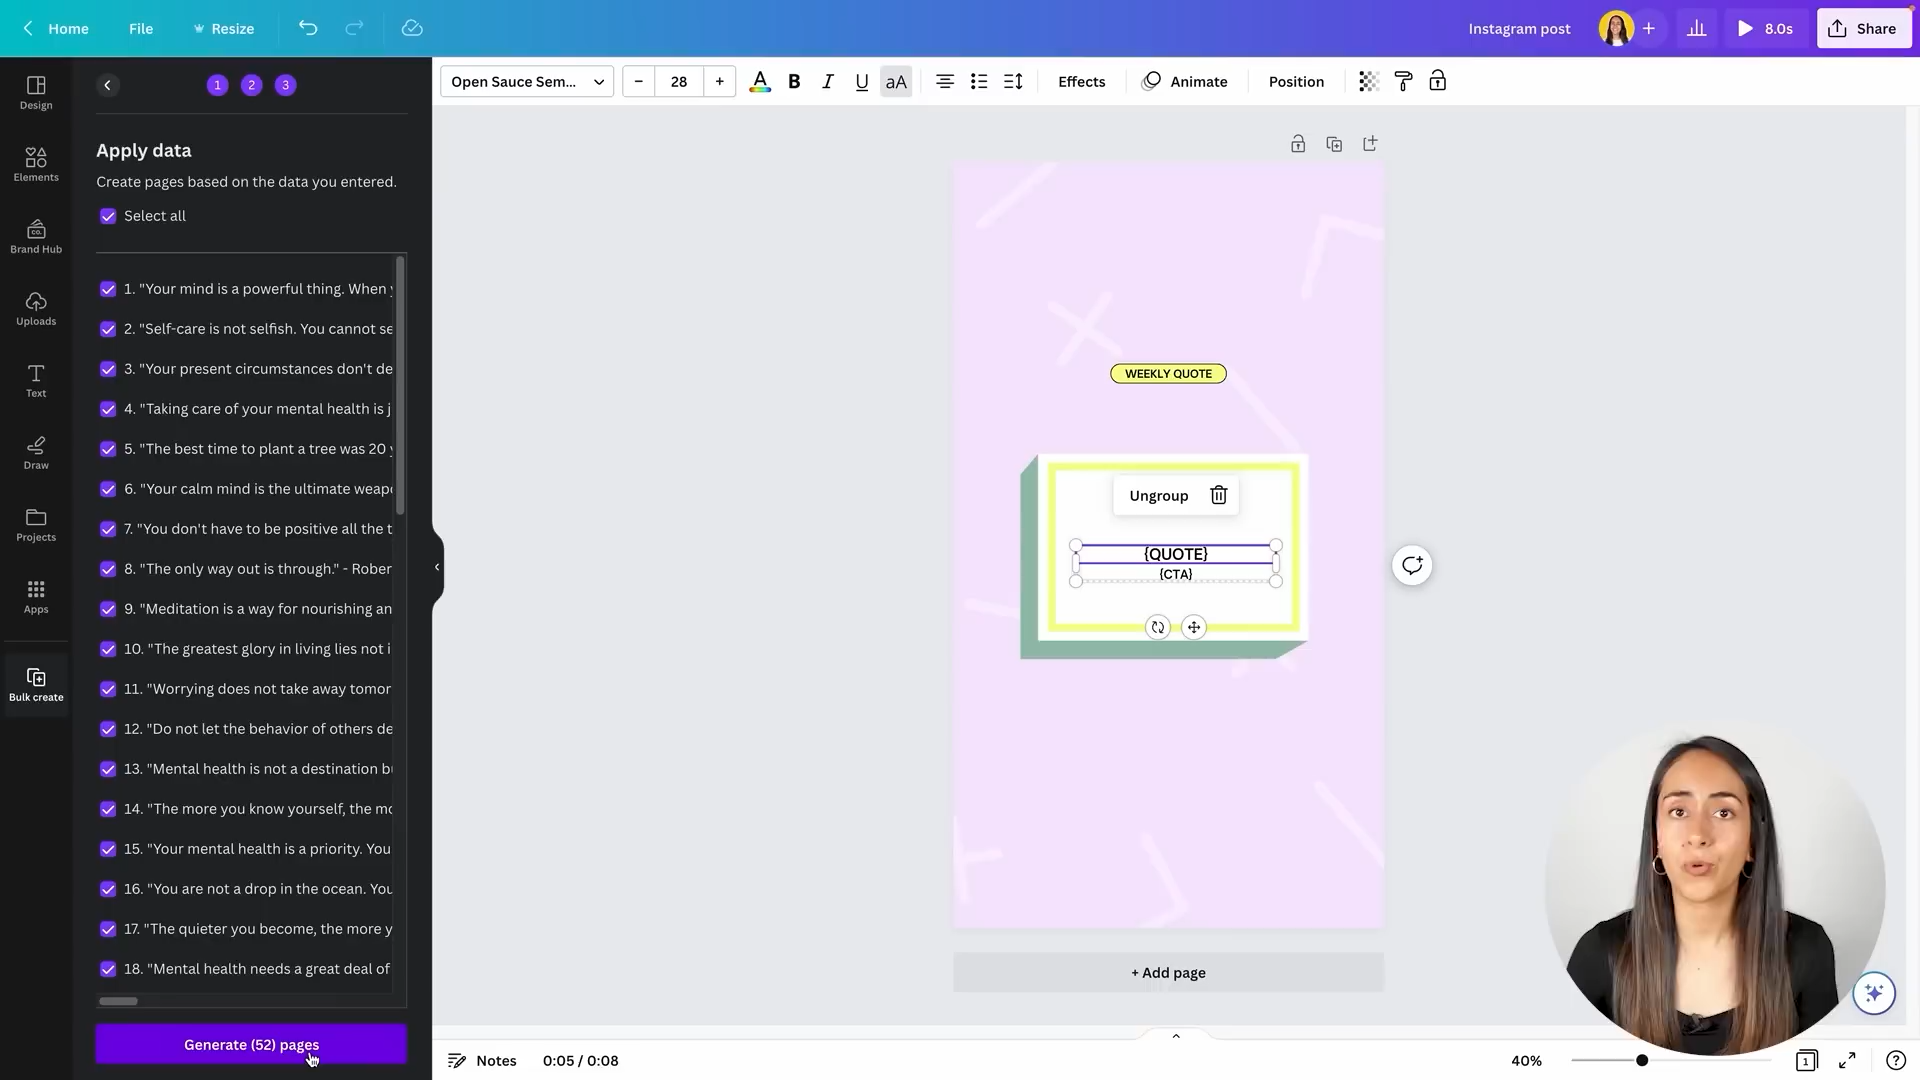 Home
File
Resize
Instagram post
8.0s
Share
Design
Elements
Brand Hub
CO.
Uploads
Text
Draw
Projects
Apps
Bulk create
1 2 3
Apply data
Create pages based on the data you entered.
Select all
1. "Your mind is a powerful thing. When
2. "Self-care is not selfish. You cannot se
3. "Your present circumstances don't de
4. "Taking care of your mental health is j
5. "The best time to plant a tree was 20
6. "Your calm mind is the ultimate weap
7. "You don't have to be positive all the t
8. "The only way out is through." - Rober
9. "Meditation is a way for nourishing an
10. "The greatest glory in living lies not i
11. "Worrying does not take away tomor
12. "Do not let the behavior of others de
13. "Mental health is not a destination b
14. "The more you know yourself, the mo
15. "Your mental health is a priority. You
16. "You are not a drop in the ocean. You
17. "The quieter you become, the more y
18. "Mental health needs a great deal of
Generate (52) pages
Open Sauce Sem...
28
A
B
I
U
aA
Effects
Animate
Position
WEEKLY QUOTE
Ungroup
{QUOTE}
{CTA}
+ Add page
Notes
0:05 / 0:08
40%
1
?